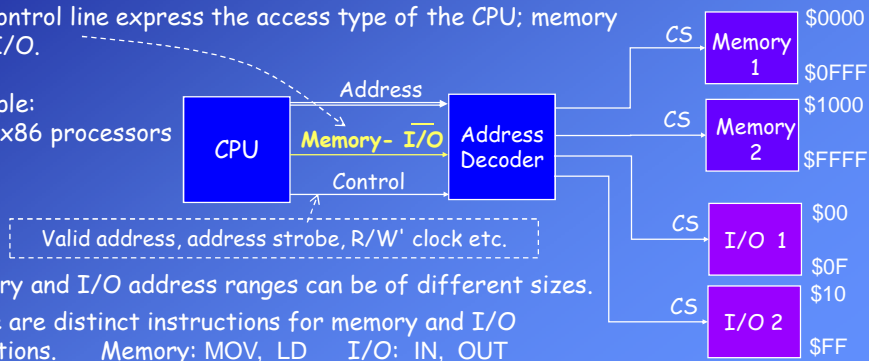 ontrol line express the access type of the CPU; memory
I/O.
ple:
x86 processors
CPU
Address
Memory- I/O
Control
Address
Decoder
Valid address, address strobe, R/W' clock etc.
CS
Memory
1
$0000
$0FFF
CS
Memory
2
$1000
$FFFF
CS
I/O 1
$00
$0F
CS
I/O 2
$10
$FF
ry and I/O address ranges can be of different sizes.
e are distinct instructions for memory and I/O
tions. Memory: MOV, LD I/O: IN, OUT